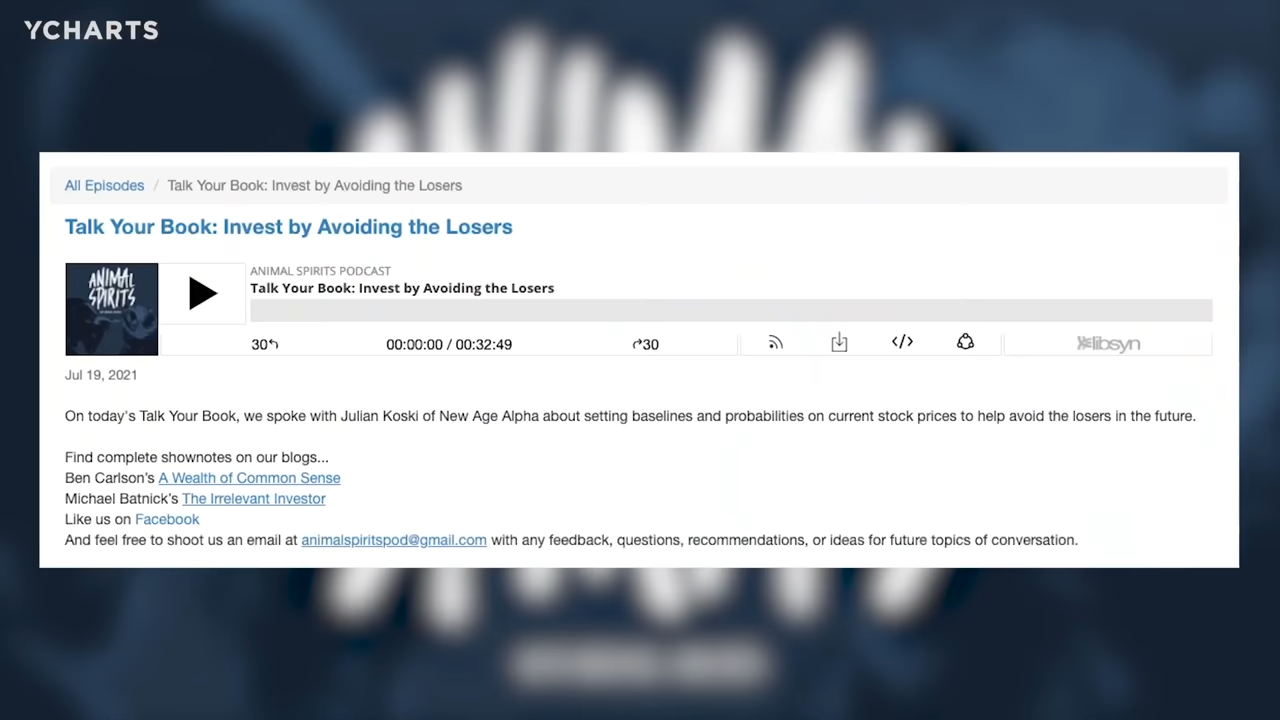 YCHARTS
All Episodes / Talk Your Book: Invest by Avoiding the Losers
Talk Your Book: Invest by Avoiding the Losers
ANIMAL SPIRITS
ANIMAL SPIRITS PODCAST
Talk Your Book: Invest by Avoiding the Losers
30 00:00:00 / 00:32:49 30
libsyn
Jul 19, 2021
On today's Talk Your Book, we spoke with Julian Koski of New Age Alpha about setting baselines and probabilities on current stock prices to help avoid the losers in the future.
Find complete shownotes on our blogs...
Ben Carlson's A Wealth of Common Sense
Michael Batnick's The Irrelevant Investor
Like us on Facebook
And feel free to shoot us an email at animalspiritspod@gmail.com with any feedback, questions, recommendations, or ideas for future topics of conversation.